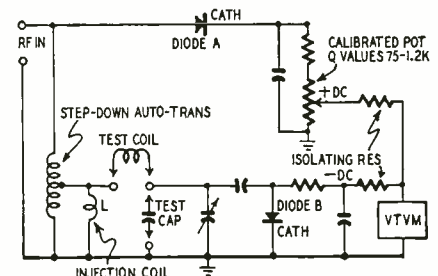 CATH
RF IN
DIODE A
CALIBRATED POT
Q VALUES 75-1.2K
+DC
STEP-DOWN AUTO-TRANS
TEST COIL
ISOLATING RES
-DC
L
TEST
CAP
DIODE B
CATH
VTVM
INJECTION COIL